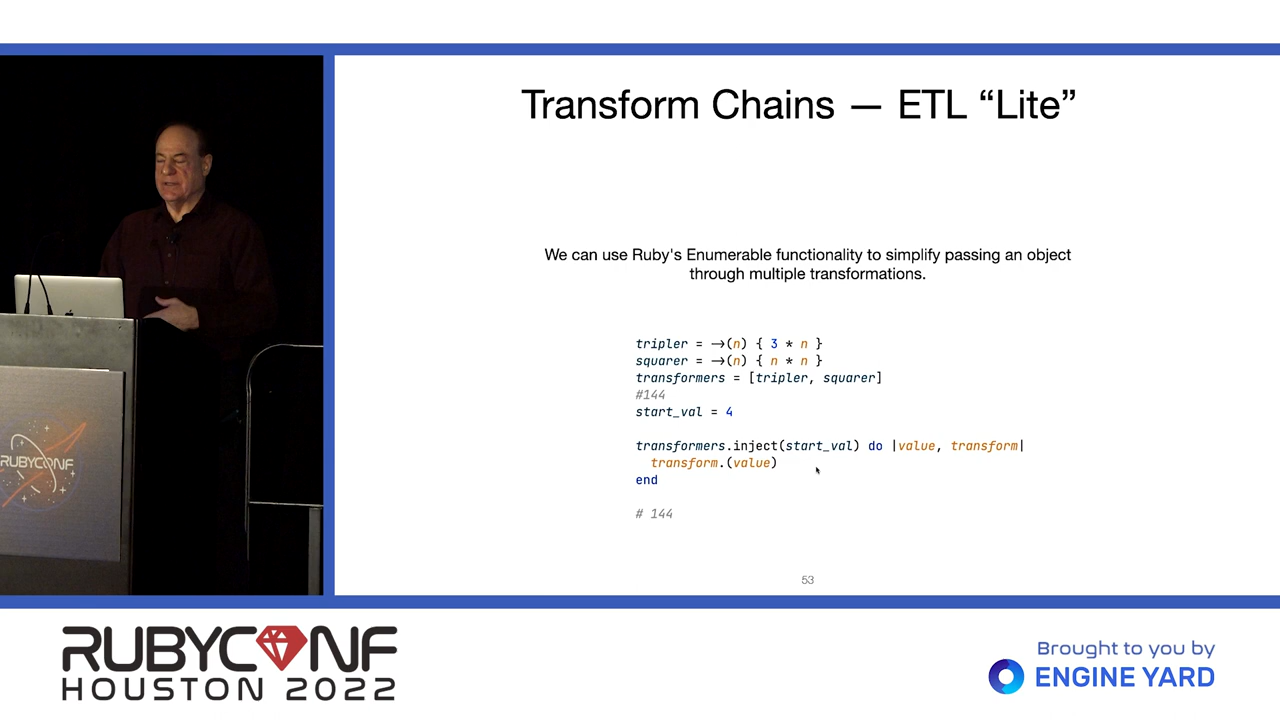 Transform Chains — ETL “Lite”
We can use Ruby's Enumerable functionality to simplify passing an object
through multiple transformations.
tripler = ->(n) { 3 * n }
squarer = ->(n) { n * n }
transformers = [tripler, squarer]
#144
start_val = 4
transformers.inject(start_val) do |value, transform|
transform.(value)
end
# 144
53
RUBYCONF
RUBYCONF
HOUSTON 2022
Brought to you by
ENGINE YARD